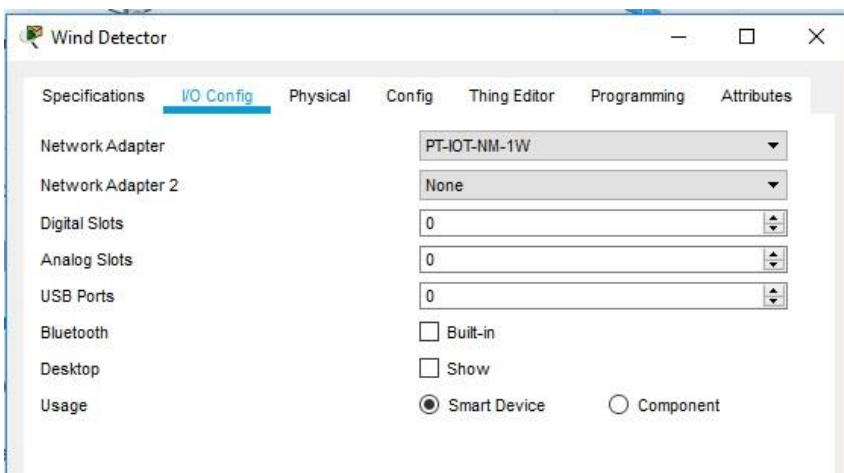 Wind Detector
Specifications I/O Config Physical Config Thing Editor Programming Attributes
Network Adapter PT-IOT-NM-1W
Network Adapter 2 None
Digital Slots 0
Analog Slots 0
USB Ports 0
Bluetooth Built-in
Desktop Show
Usage Smart Device Component